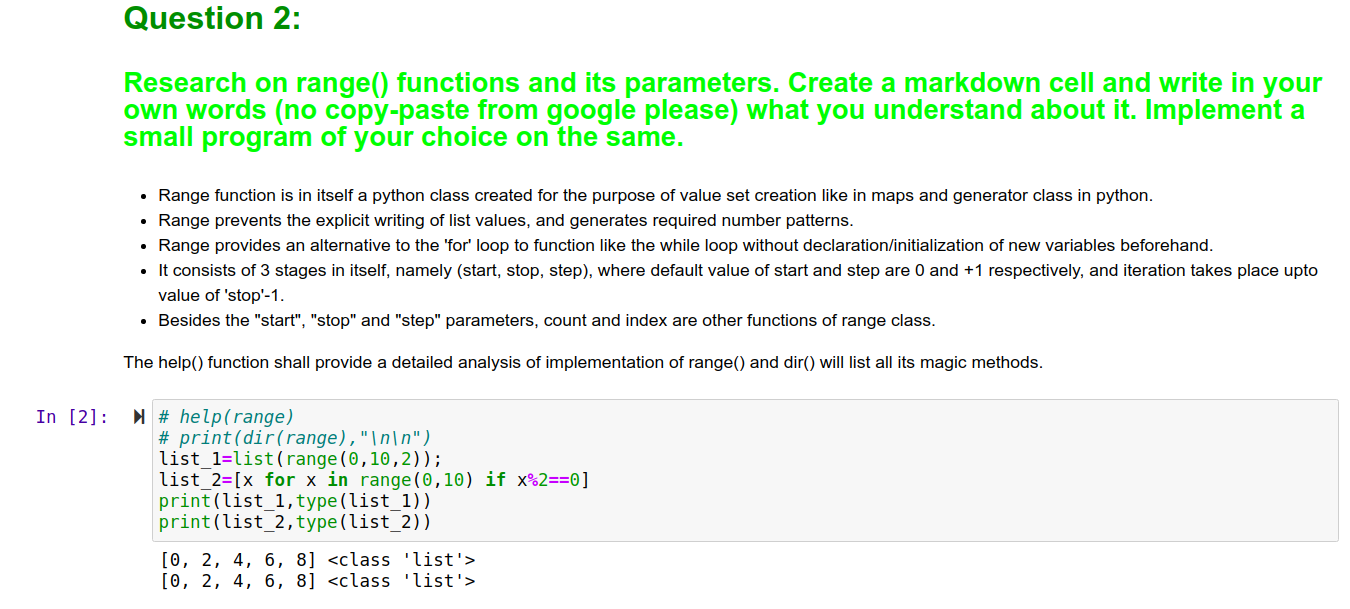 Question 2:
Research on range() functions and its parameters. Create a markdown cell and write in your
own words (no copy-paste from google please) what you understand about it. Implement a
small program of your choice on the same.
• Range function is in itself a python class created for the purpose of value set creation like in maps and generator class in python.
• Range prevents the explicit writing of list values, and generates required number patterns.
• Range provides an alternative to the 'for' loop to function like the while loop without declaration/initialization of new variables beforehand.
• It consists of 3 stages in itself, namely (start, stop, step), where default value of start and step are 0 and +1 respectively, and iteration takes place upto
value of 'stop'-1.
• Besides the "start", "stop" and "step" parameters, count and index are other functions of range class.
The help() function shall provide a detailed analysis of implementation of range() and dir() will list all its magic methods.
In [2]: # help(range)
# print(dir(range),"\n\n")
list_1=list(range(0,10,2));
list_2=[x for x in range(0,10) if x%2==0]
print(list_1,type(list_1))
print(list_2,type(list_2))
[0, 2, 4, 6, 8] <class 'list'>
[0, 2, 4, 6, 8] <class 'list'>